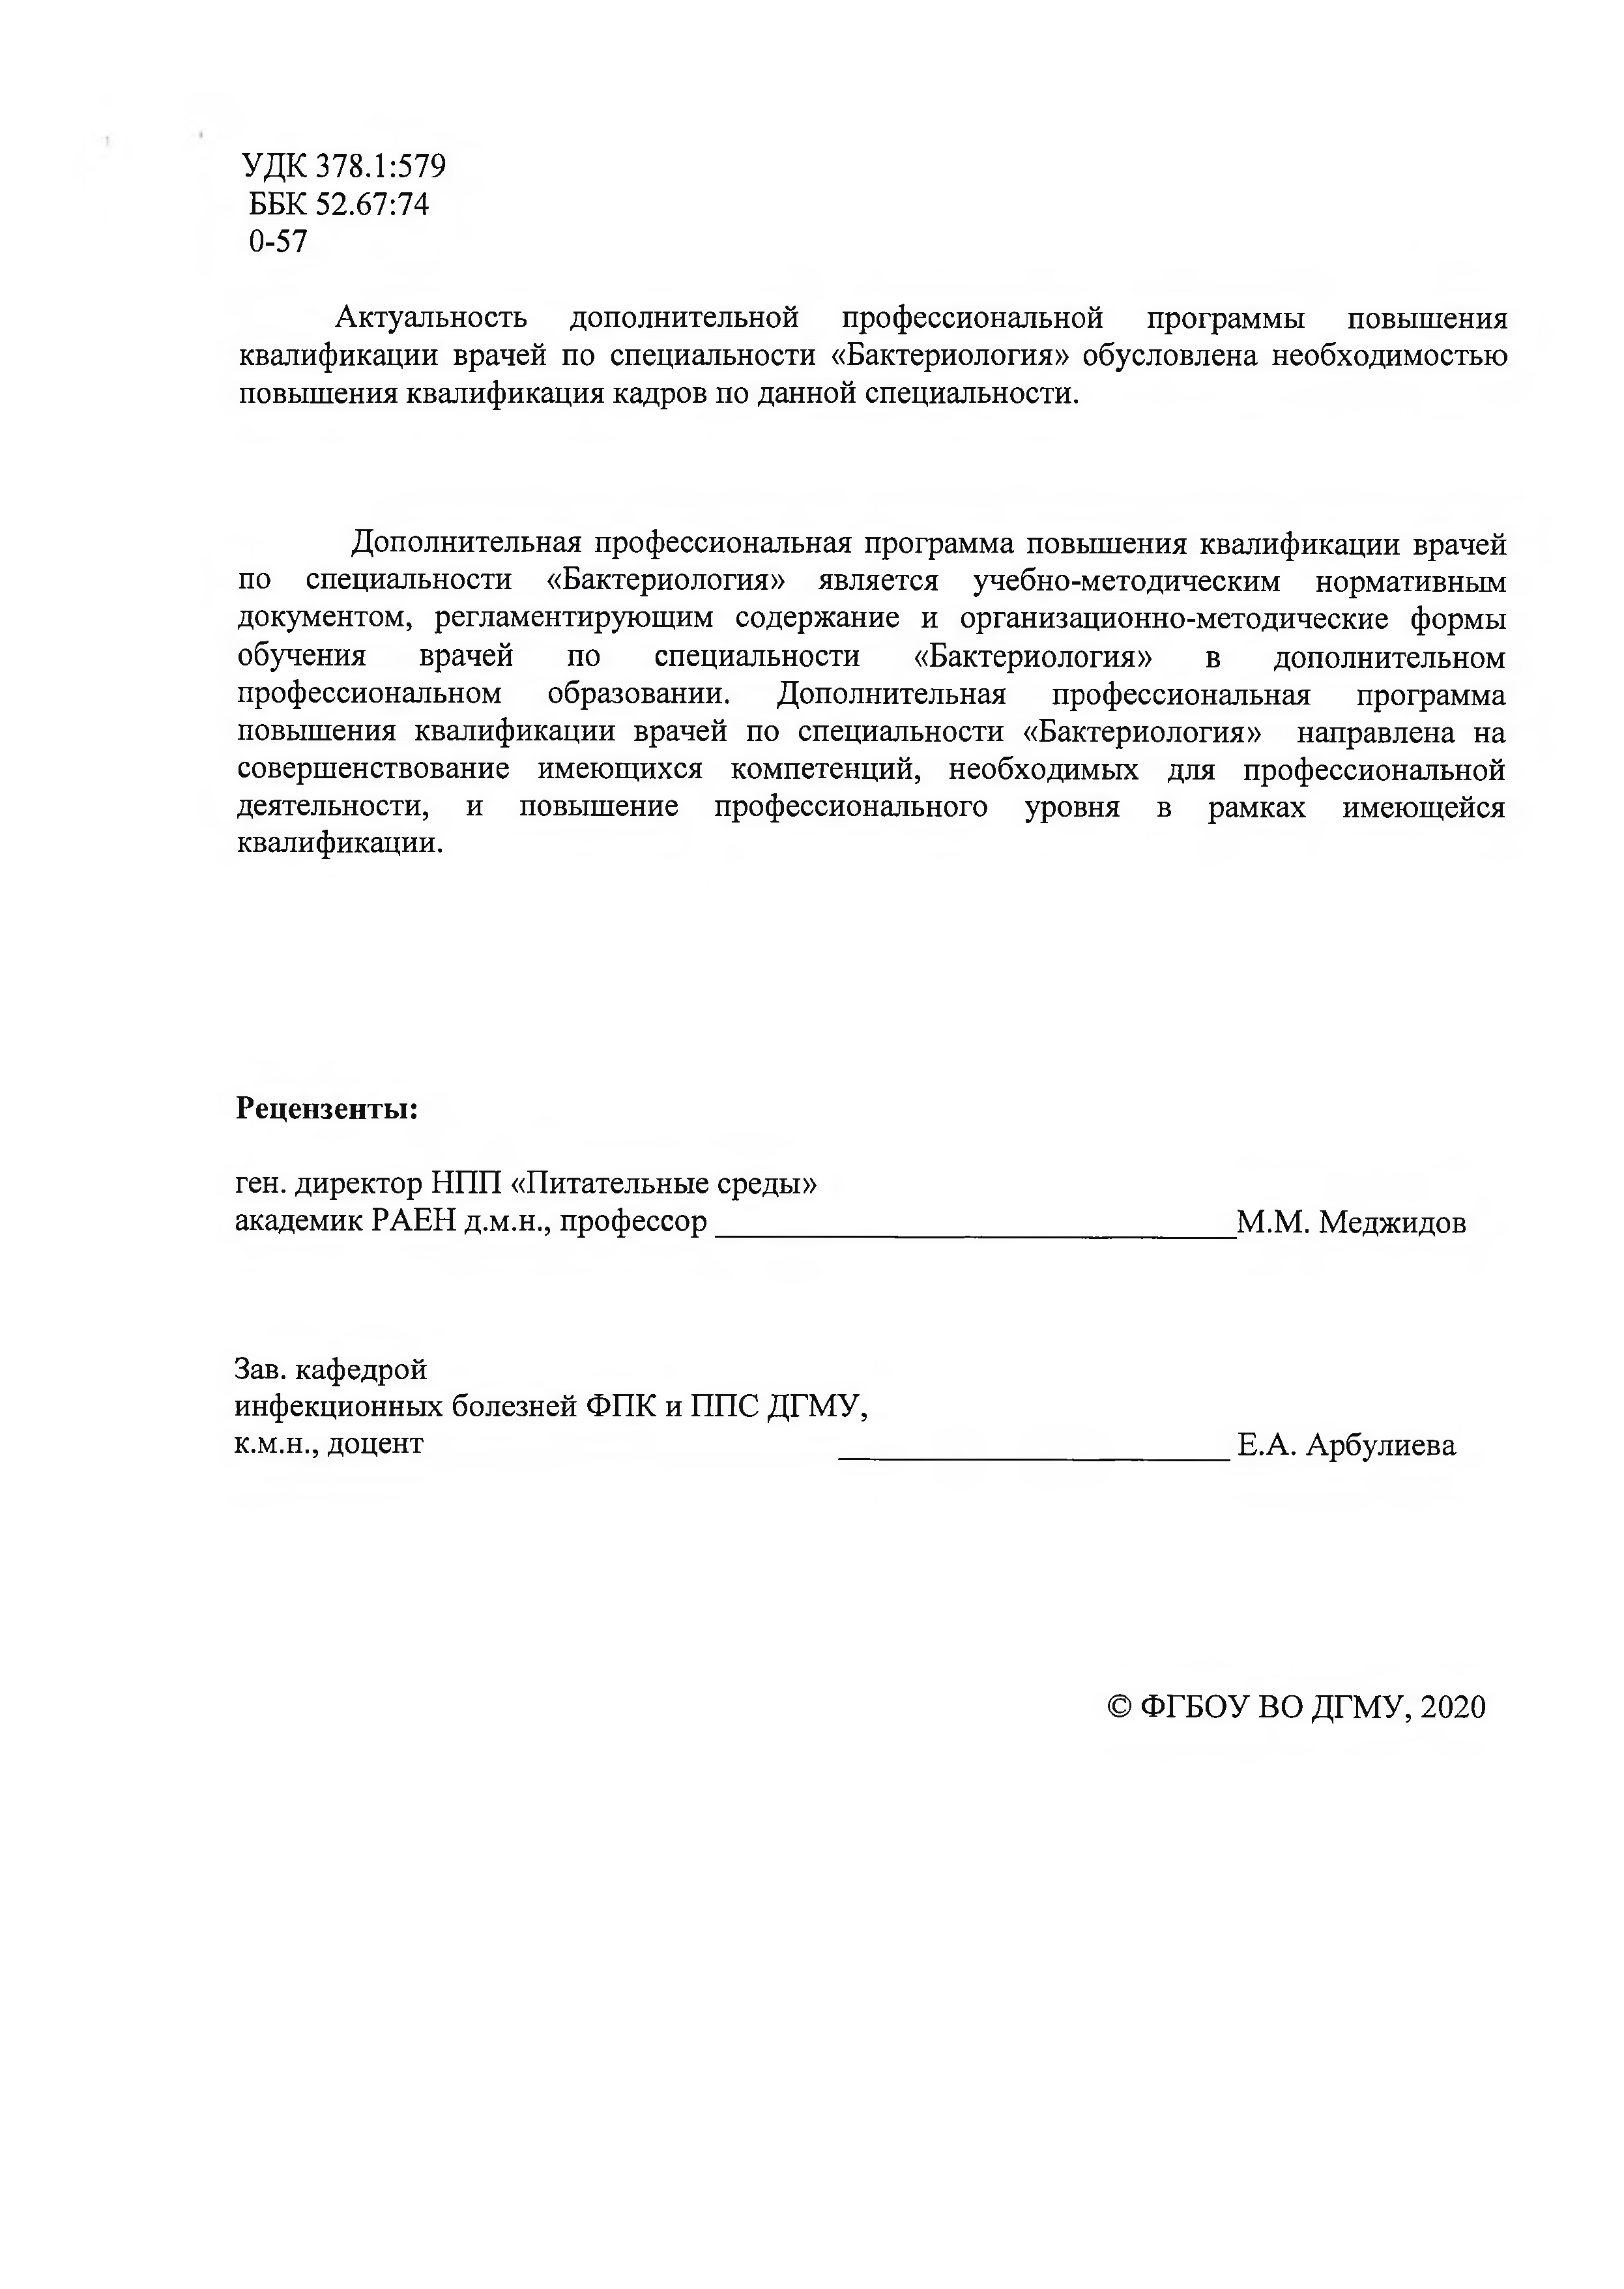 УДК 378.1:579
ББК 52.67:74
0-57
Актуальность дополнительной профессиональной программы повышения
квалификации врачей по специальности «Бактериология» обусловлена необходимостью
повышения квалификация кадров по данной специальности.
Дополнительная профессиональная программа повышения квалификации врачей
по специальности «Бактериология» является учебно-методическим нормативным
документом, регламентирующим содержание и организационно-методические формы
обучения врачей по специальности «Бактериология» в дополнительном
профессиональном образовании. Дополнительная профессиональная программа
повышения квалификации врачей по специальности «Бактериология» направлена на
совершенствование имеющихся компетенций, необходимых для профессиональной
деятельности, и повышение профессионального уровня в рамках имеющейся
квалификации.
Рецензенты:
ген. директор НПП «Питательные среды»
академик РАЕН д.м.н., профессор ________________________________М.М. Меджидов
Зав. кафедрой
инфекционных болезней ФПК и ППС ДГМУ,
к.м.н., доцент ________________________ Е.А. Арбулиева
© ФГБОУ ВО ДГМУ, 2020